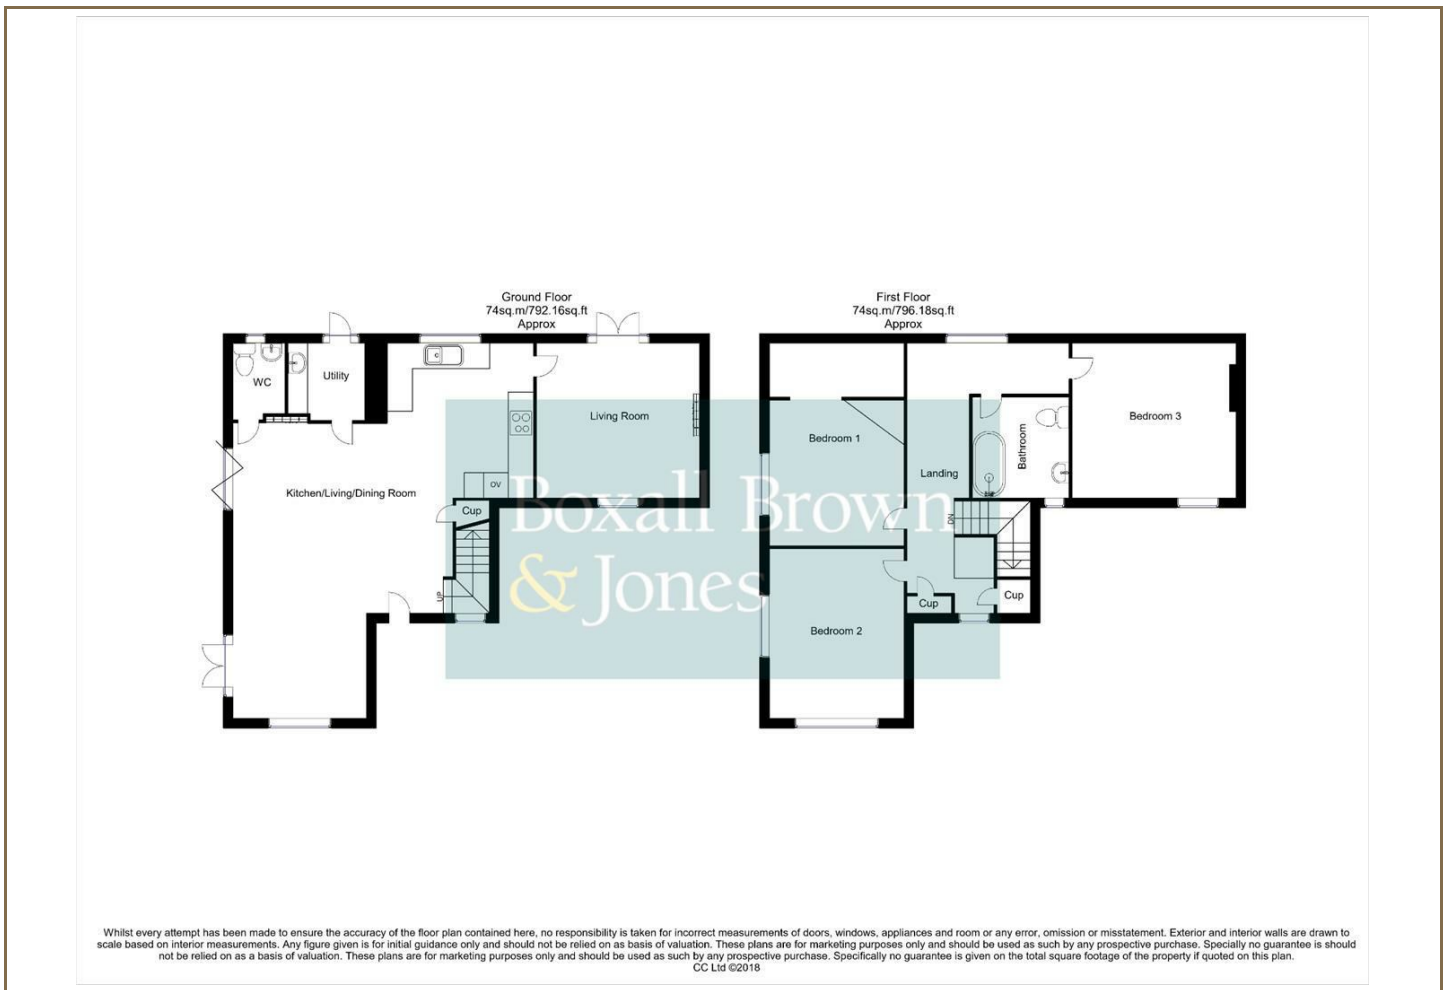 Ground Floor
74sq.m/792.16sq.ft
Approx
First Floor
74sq.m/796.18sq.ft
Approx
WC
Utility
Living Room
Kitchen/Living/Dining Room
OV
Cup
UP
Bedroom 1
Landing
Bathroom
Bedroom 3
DN
Bedroom 2
Cup
Cup
Boxall Brown
& Jones
Whilst every attempt has been made to ensure the accuracy of the floor plan contained here, no responsibility is taken for incorrect measurements of doors, windows, appliances and room or any error, omission or misstatement. Exterior and interior walls are drawn to
scale based on interior measurements. Any figure given is for initial guidance only and should not be relied on as basis of valuation. These plans are for marketing purposes only and should be used as such by any prospective purchase. Specially no guarantee is should
not be relied on as a basis of valuation. These plans are for marketing purposes only and should be used as such by any prospective purchase. Specifically no guarantee is given on the total square footage of the property if quoted on this plan.
CC Ltd ©2018